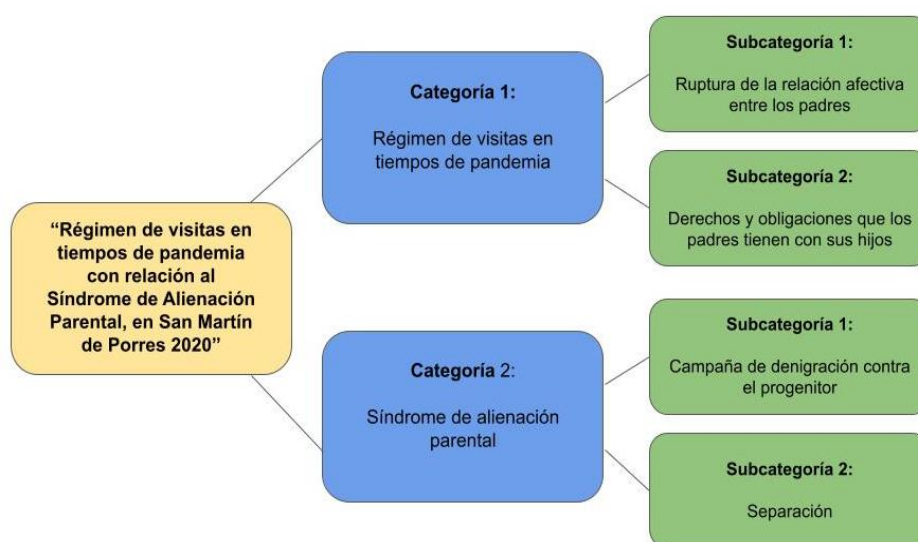 “Régimen de visitas en
tiempos de pandemia
con relación al
Síndrome de Alienación
Parental, en San Martín
de Porres 2020”
Categoría 1:
Régimen de visitas en
tiempos de pandemia
Subcategoría 1:
Ruptura de la relación afectiva
entre los padres
Subcategoría 2:
Derechos y obligaciones que los
padres tienen con sus hijos
Categoría 2:
Síndrome de alienación
parental
Subcategoría 1:
Campaña de denigración contra
el progenitor
Subcategoría 2:
Separación